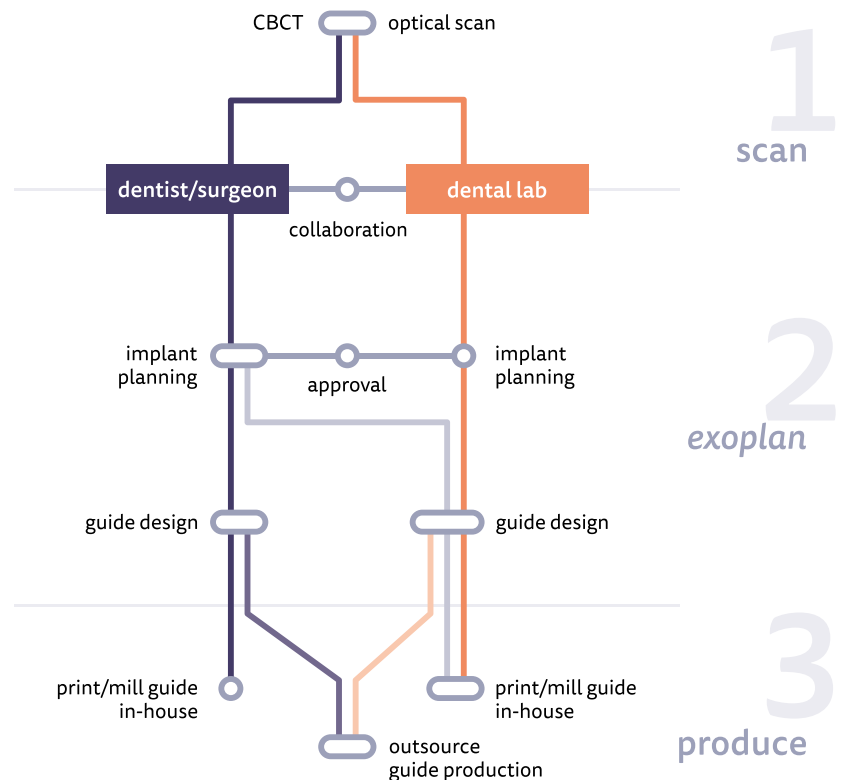 CBCT
optical scan
1
scan
dentist/surgeon
dental lab
collaboration
implant
planning
approval
implant
planning
2
exoplan
guide design
guide design
3
print/mill guide
in-house
print/mill guide
in-house
produce
outsource
guide production